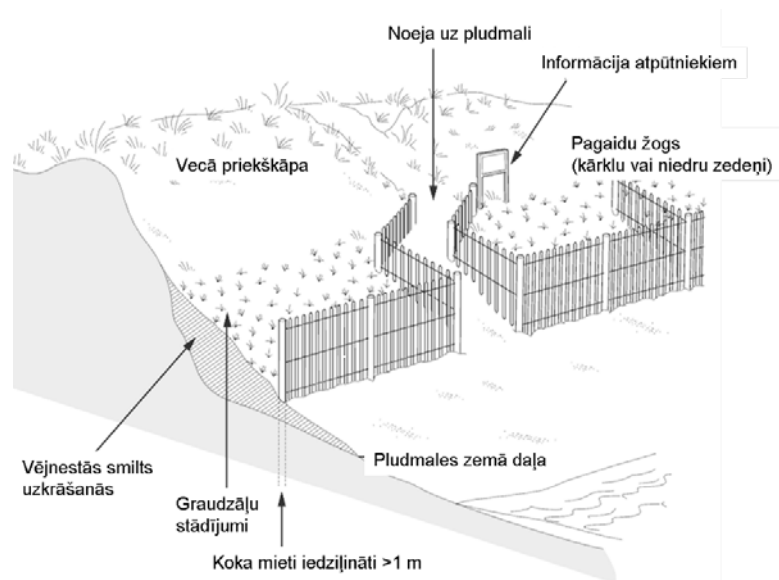 Noeja uz pludmali
Informācija atpūtniekiem
Pagaidu žogs
(kārklu vai niedru zedeņi)
Vecā priekškāpa
Pludmales zemā daļa
Vējnestās smilts
uzkrāšanās
Graudzāļu
stādījumi
Koka mieti iedziļināti >1 m